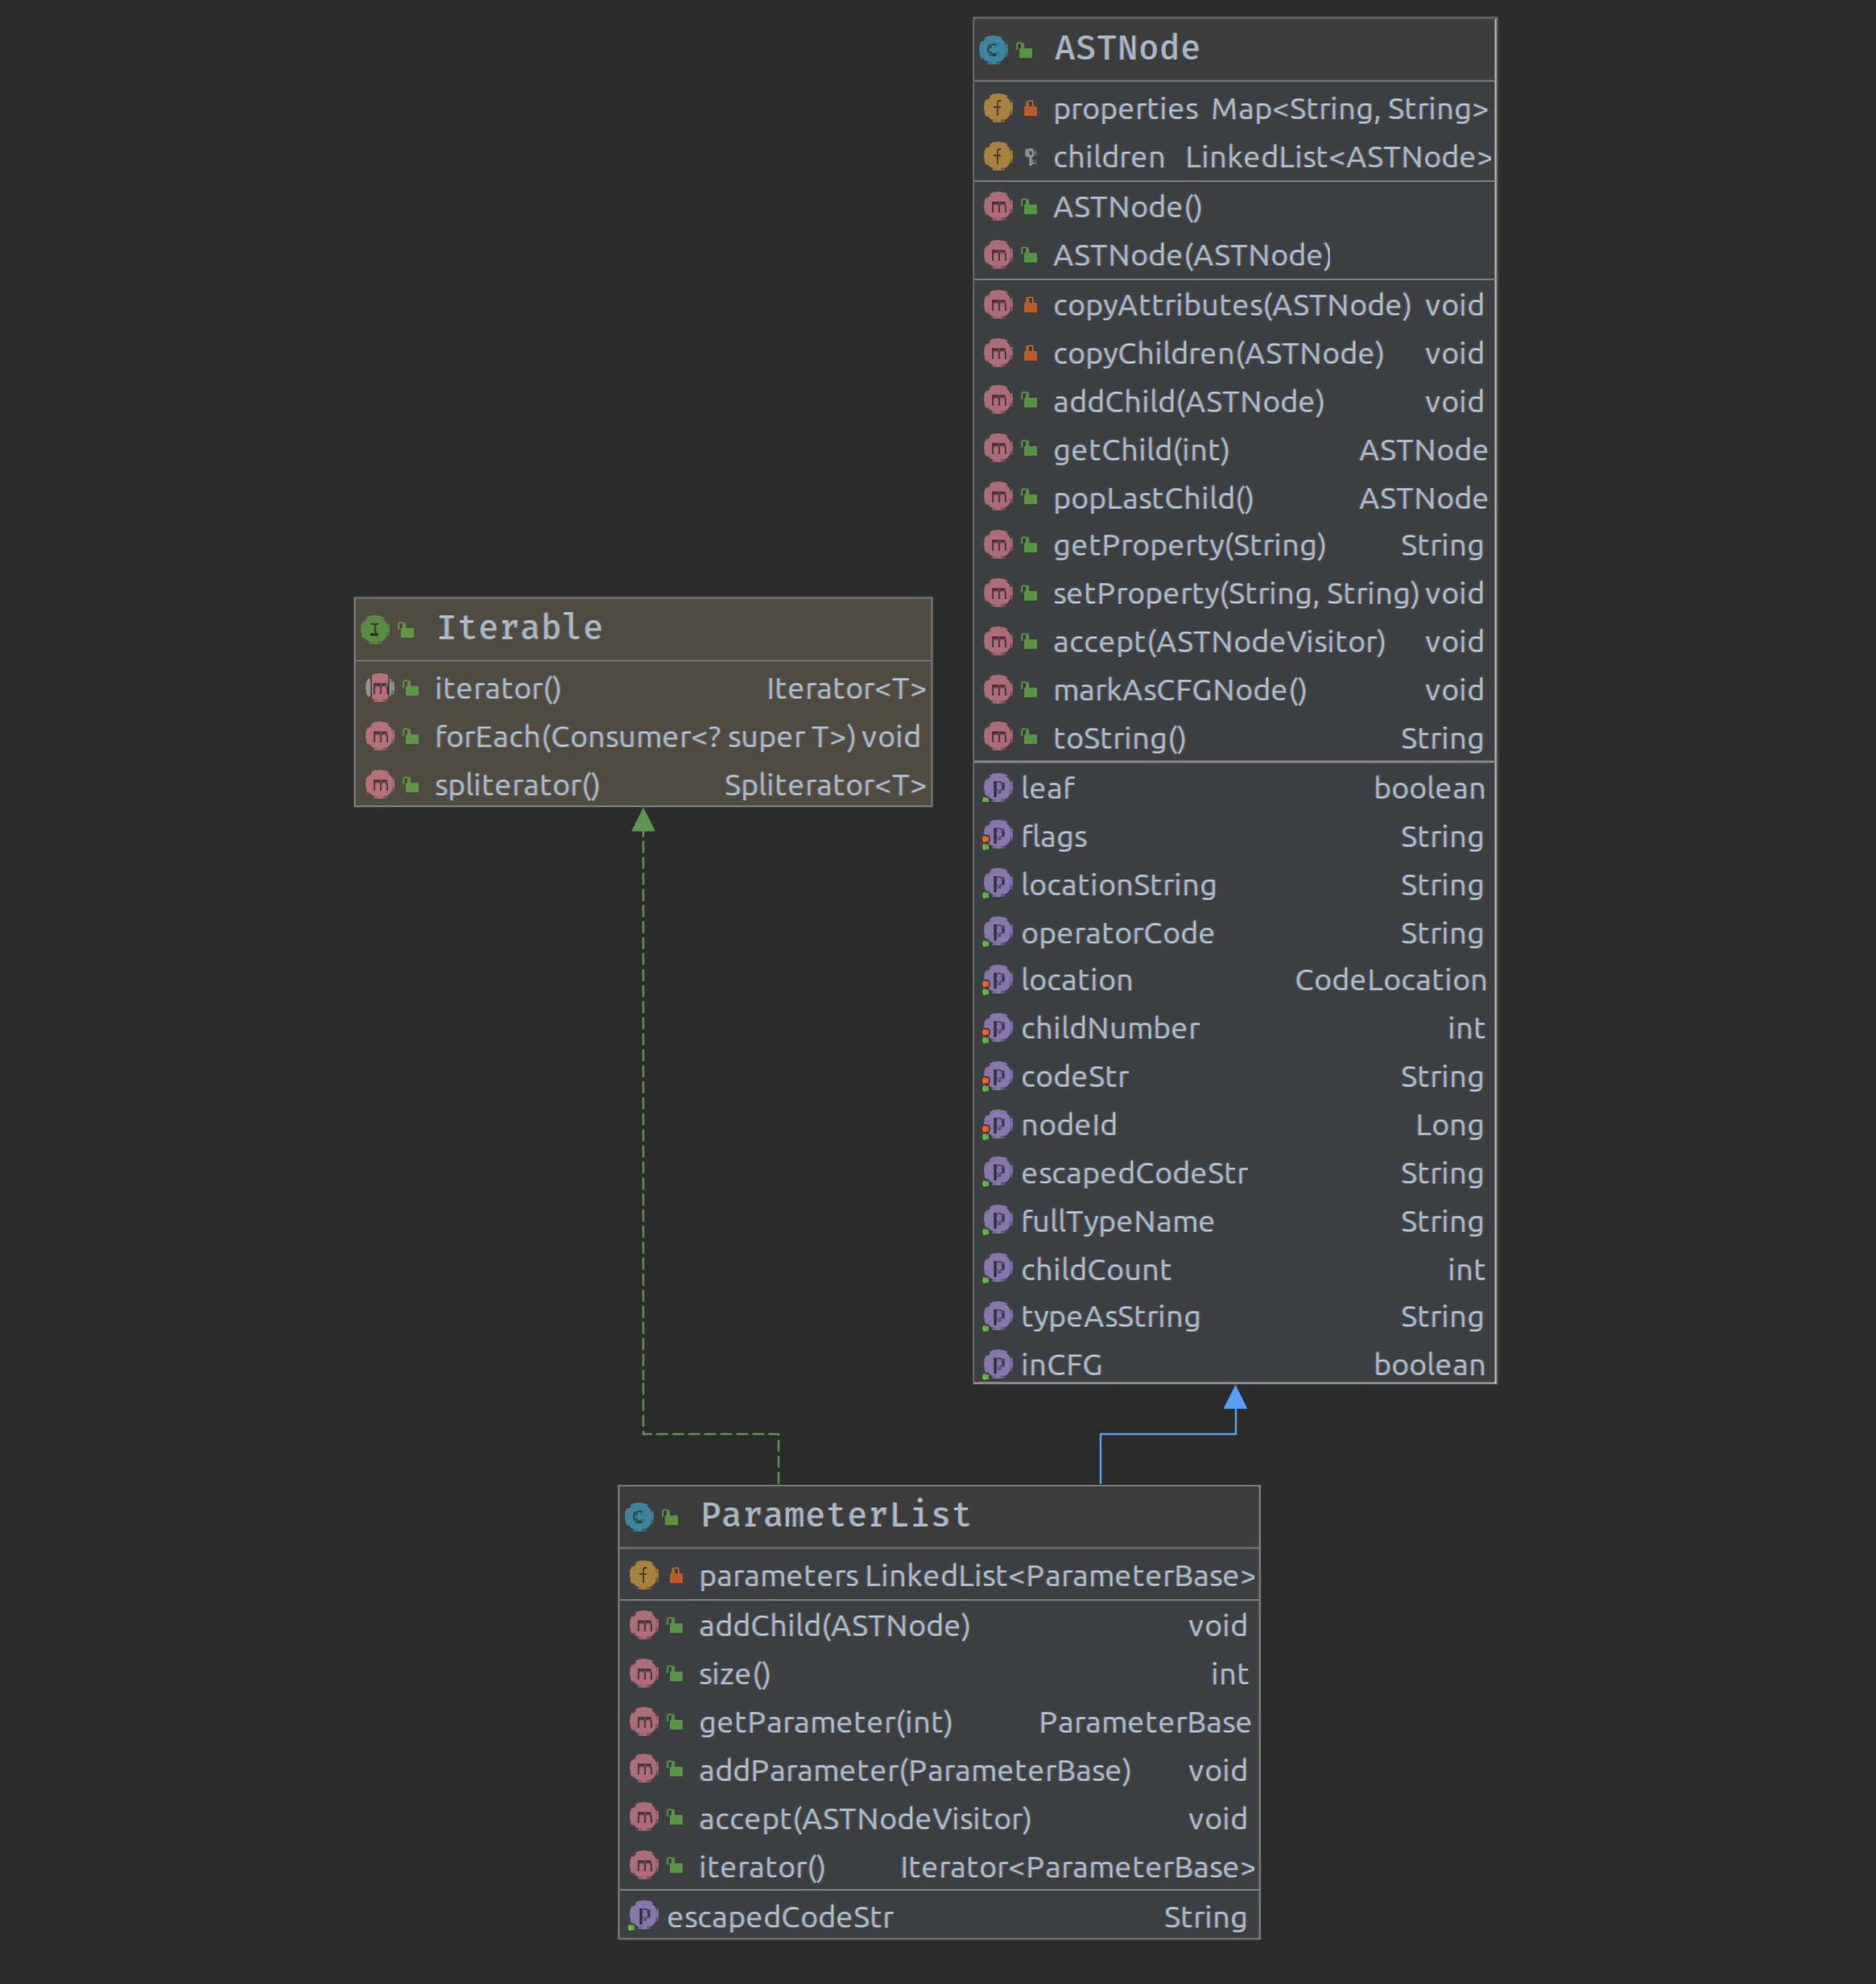 ASTNode
properties Map<String, String>
children LinkedList<ASTNode>
ASTNode()
ASTNode(ASTNode)
copyAttributes(ASTNode) void
copyChildren(ASTNode) void
addChild(ASTNode) void
getChild(int) ASTNode
popLastChild() ASTNode
getProperty(String) String
setProperty(String, String) void
accept(ASTNodeVisitor) void
markAsCFGNode() void
toString() String
leaf boolean
flags String
locationString String
operatorCode String
location CodeLocation
childNumber int
codeStr String
nodeId Long
escapedCodeStr String
fullTypeName String
childCount int
typeAsString String
inCFG boolean
Iterable
iterator() Iterator<T>
forEach(Consumer<? super T>) void
spliterator() Spliterator<T>
ParameterList
parameters LinkedList<ParameterBase>
addChild(ASTNode) void
size() int
getParameter(int) ParameterBase
addParameter(ParameterBase) void
accept(ASTNodeVisitor) void
iterator() Iterator<ParameterBase>
escapedCodeStr String